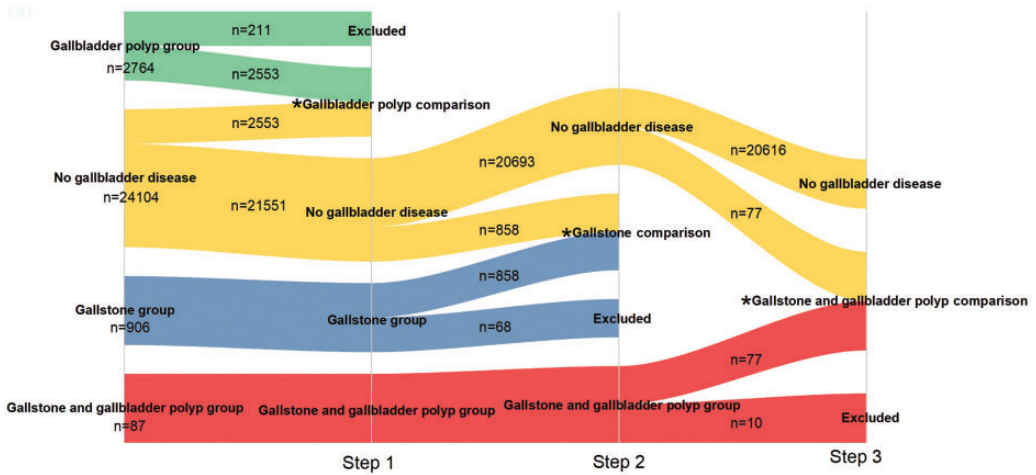 n=211
Excluded
Gallbladder polyp group
n=2764
n=2553
*Gallbladder polyp comparison
n=2553
No gallbladder disease
n=20693
n=20616
No gallbladder disease
n=24104
n=21551
No gallbladder disease
No gallbladder disease
n=77
n=858
*Gallstone comparison
n=858
Gallstone group
n=906
Gallstone group
n=68
Excluded
*Gallstone and gallbladder polyp comparison
n=77
Gallstone and gallbladder polyp group
n=87
Gallstone and gallbladder polyp group
Gallstone and gallbladder polyp group
n=10
Excluded
Step 1
Step 2
Step 3